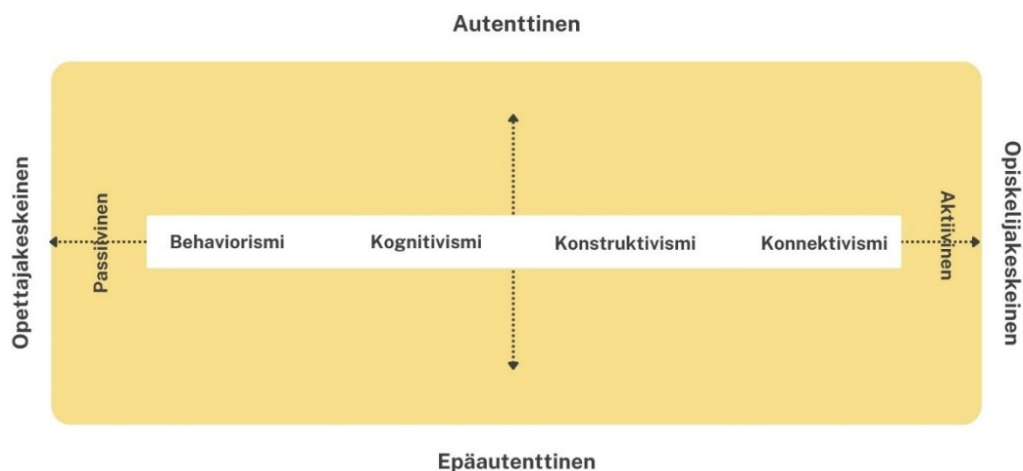 Autenttinen
Opettajakeskeinen
Passiivinen
Behaviorismi
Kognitivismi
Konstruktivismi
Konnektivismi
Aktiivinen
Opiskelijakeskeinen
Epäautenttinen